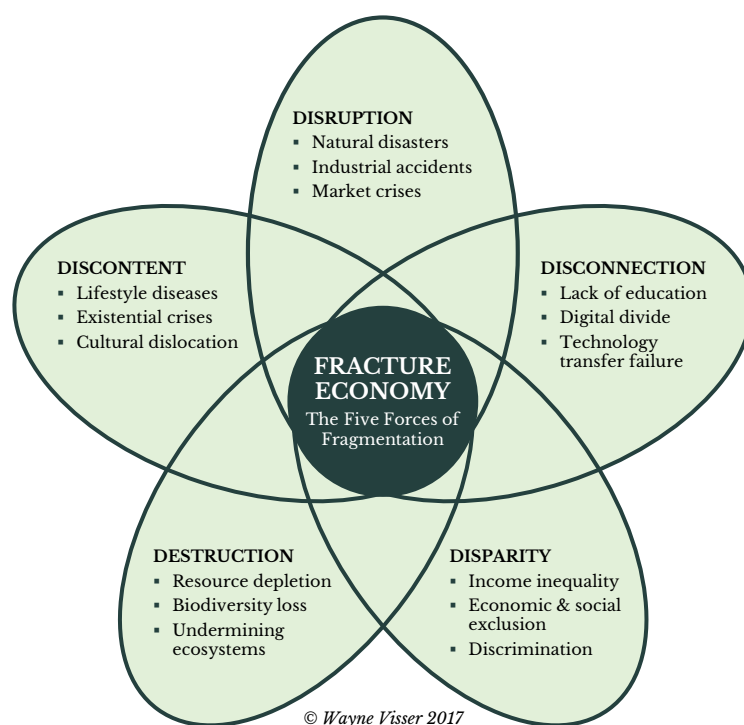 DISRUPTION
▪ Natural disasters
▪ Industrial accidents
▪ Market crises
DISCONTENT
▪ Lifestyle diseases
▪ Existential crises
▪ Cultural dislocation
DISCONNECTION
▪ Lack of education
▪ Digital divide
▪ Technology
transfer failure
FRACTURE
ECONOMY
The Five Forces of
Fragmentation
DESTRUCTION
▪ Resource depletion
▪ Biodiversity loss
▪ Undermining
ecosystems
DISPARITY
▪ Income inequality
▪ Economic & social
exclusion
▪ Discrimination
© Wayne Visser 2017